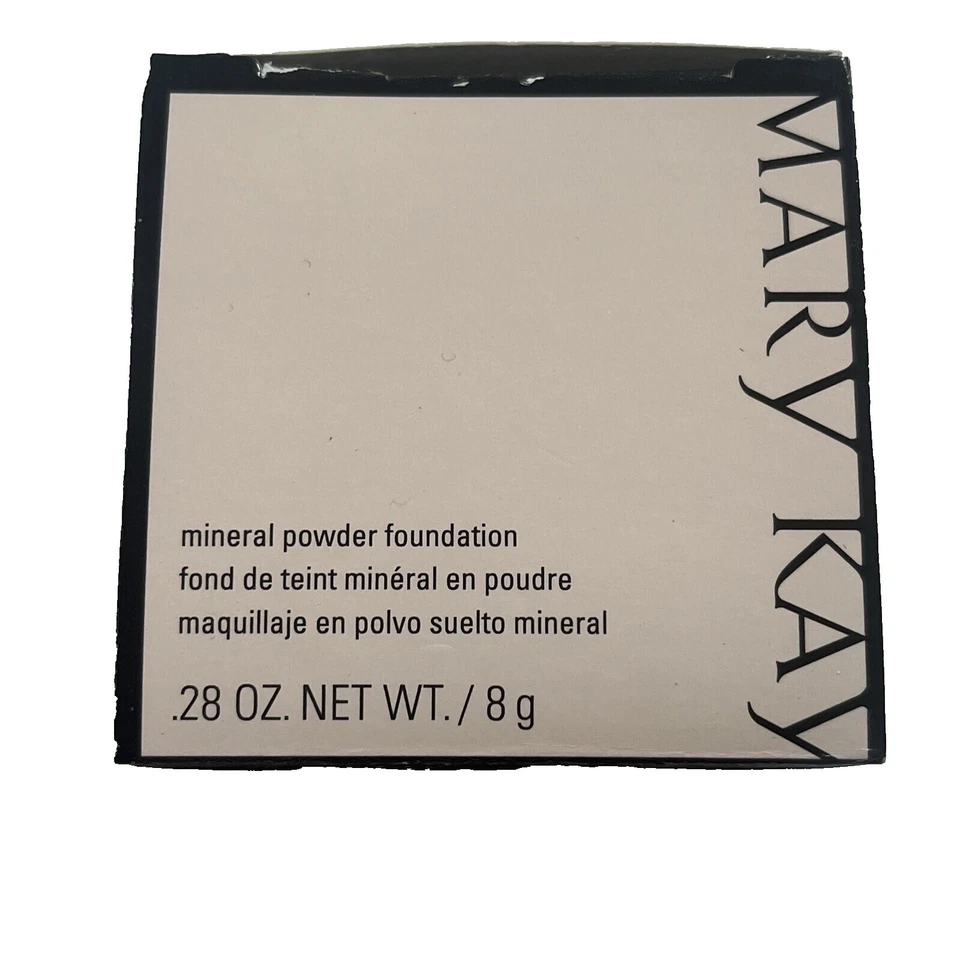 MARY KAY
mineral powder foundation
fond de teint minéral en poudre
maquillaje en polvo suelto mineral
.28 OZ. NET WT. / 8 g